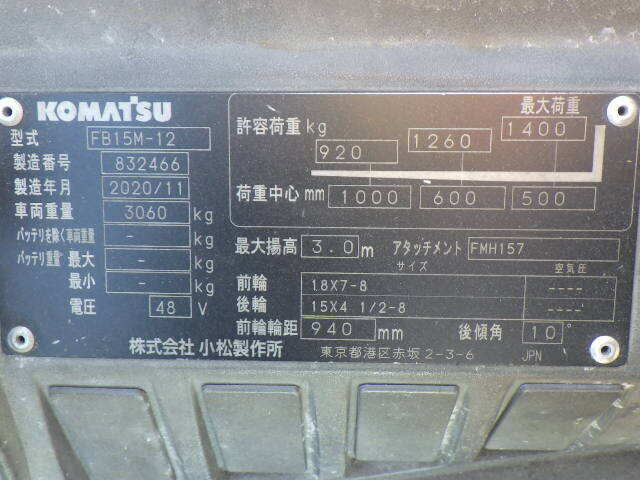 KOMATSU
型式 FB15M-12
製造番号 832466
製造年月 2020/11
車両重量 3060 kg
バッテリを除く車両重量 - kg
バッテリ重量 最大 - kg
最小 - kg
電圧 48 V
最大荷重
許容荷重 kg 920 1260 1400
荷重中心 mm 1000 600 500
最大揚高 3.0 m アタッチメント FMH157
サイズ 空気圧
前輪 18X7-8 ----
後輪 15X4 1/2-8 ----
前輪輪距 940 mm 後傾角 10°
株式会社 小松製作所 東京都港区赤坂 2-3-6 JPN